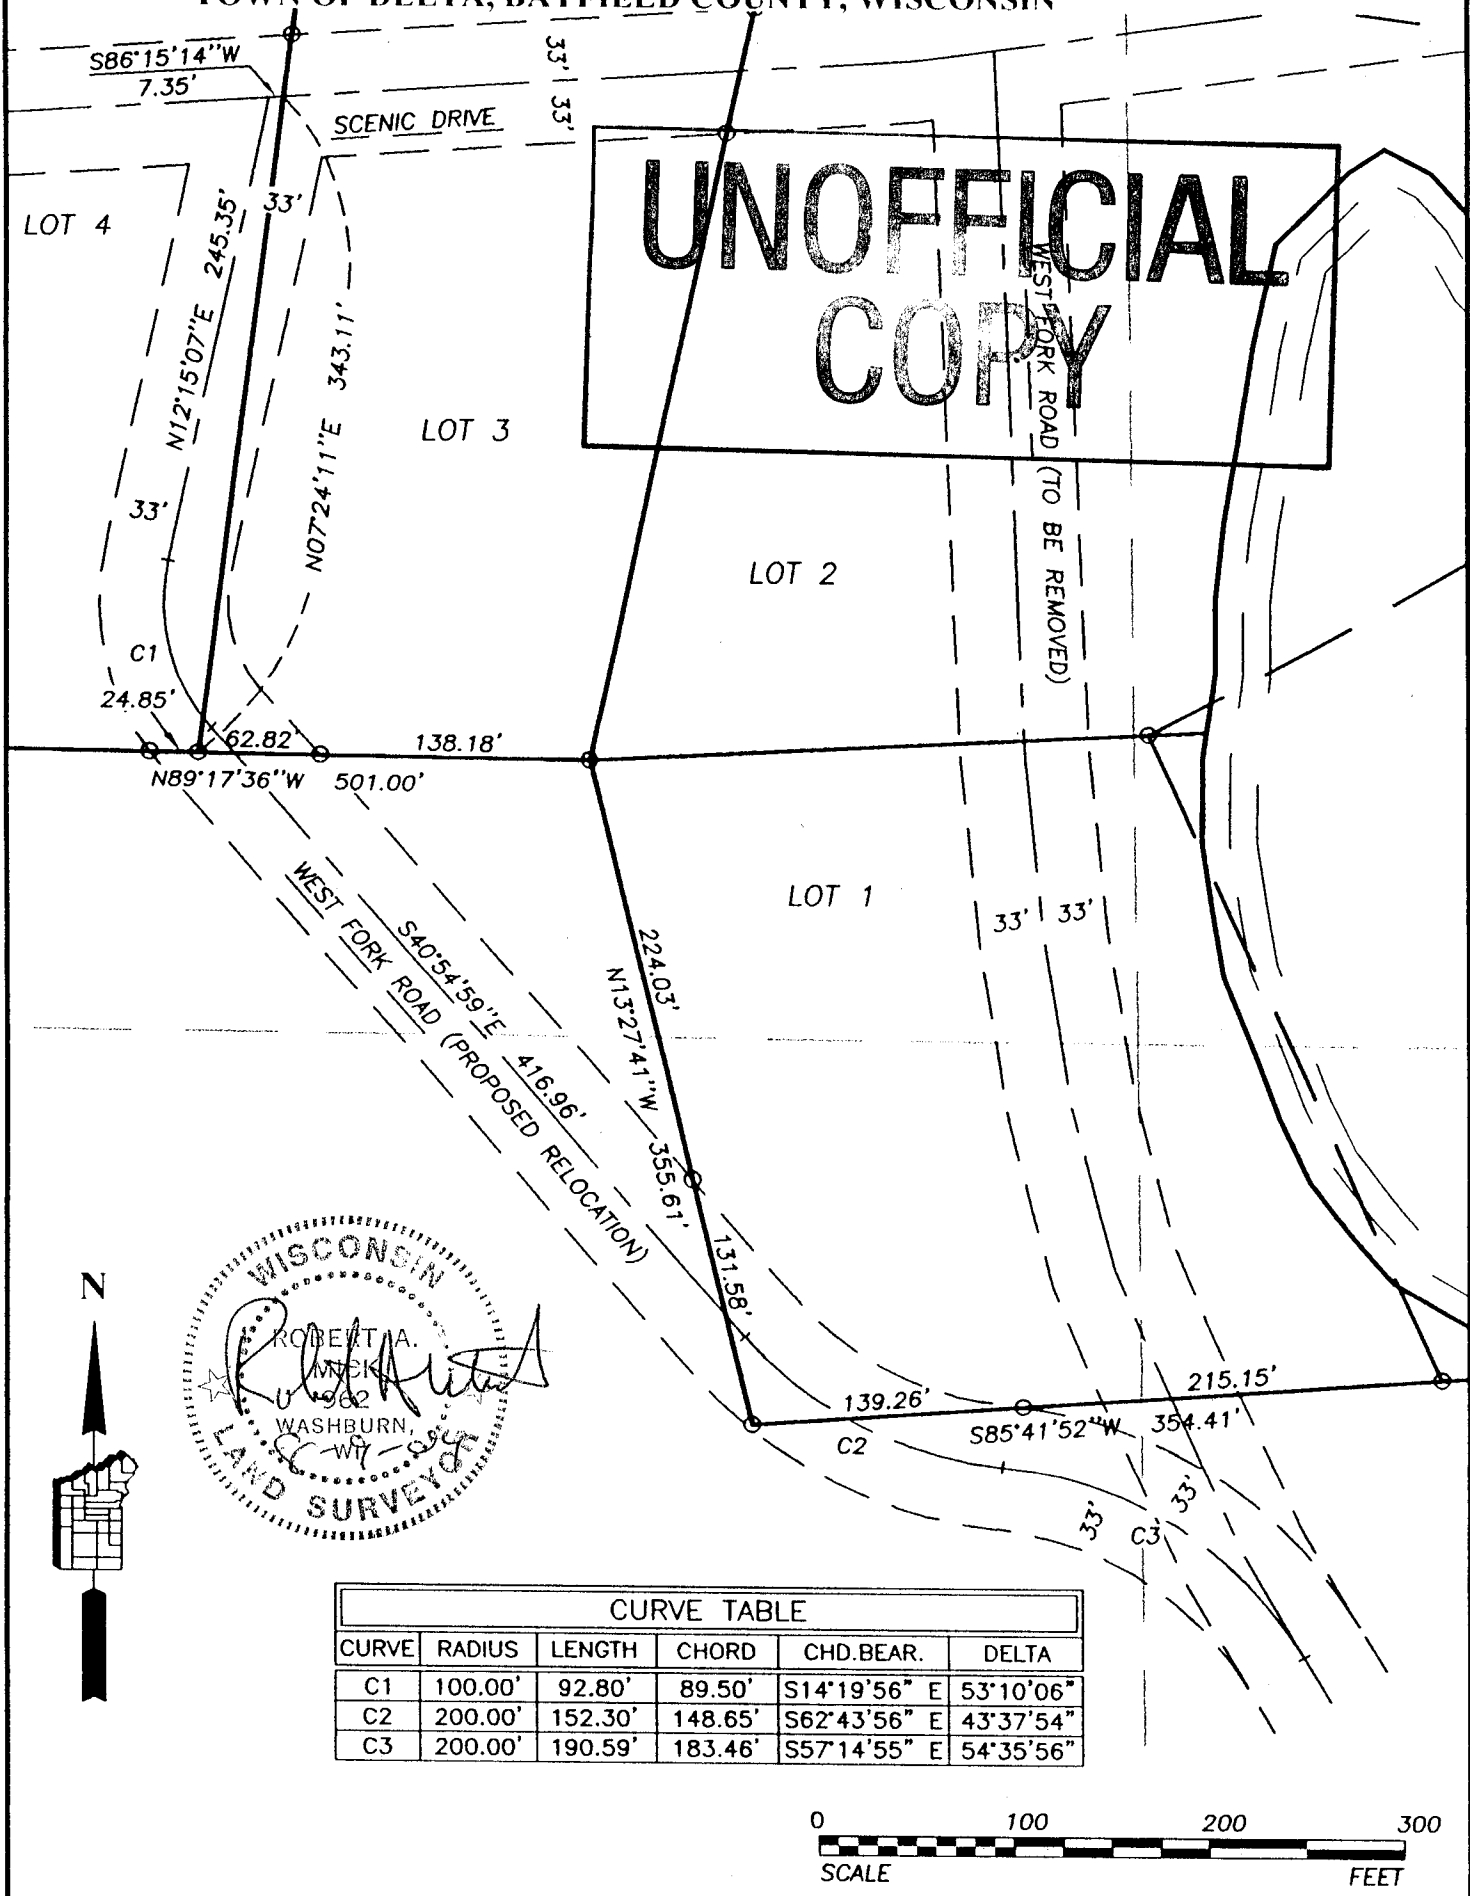 TOWN OF DELTA, BAYFIELD COUNTY, WISCONSIN
S86°15'14"W
7.35'
33' 33'
SCENIC DRIVE
UNOFFICIAL
COPY
LOT 4
N12°15'07"E 245.35'
33'
N07°24'11"E 343.11'
LOT 3
WEST FORK ROAD (TO BE REMOVED)
33'
LOT 2
C1
24.85'
62.82'
138.18'
N89°17'36"W 501.00'
LOT 1
33' 33'
WEST FORK ROAD (PROPOSED RELOCATION)
S40°54'59"E 416.96'
224.03'
N13°27'41"W 355.61'
131.58'
WISCONSIN
ROBERT A.
MICK
WASHBURN,
WI
LAND SURVEYOR
N
139.26'
215.15'
C2
S85°41'52"W 354.41'
33' 33'
C3
CURVE TABLE
CURVE RADIUS LENGTH CHORD CHD.BEAR. DELTA
C1 100.00' 92.80' 89.50' S14°19'56" E 53°10'06"
C2 200.00' 152.30' 148.65' S62°43'56" E 43°37'54"
C3 200.00' 190.59' 183.46' S57°14'55" E 54°35'56"
0 100 200 300
SCALE FEET